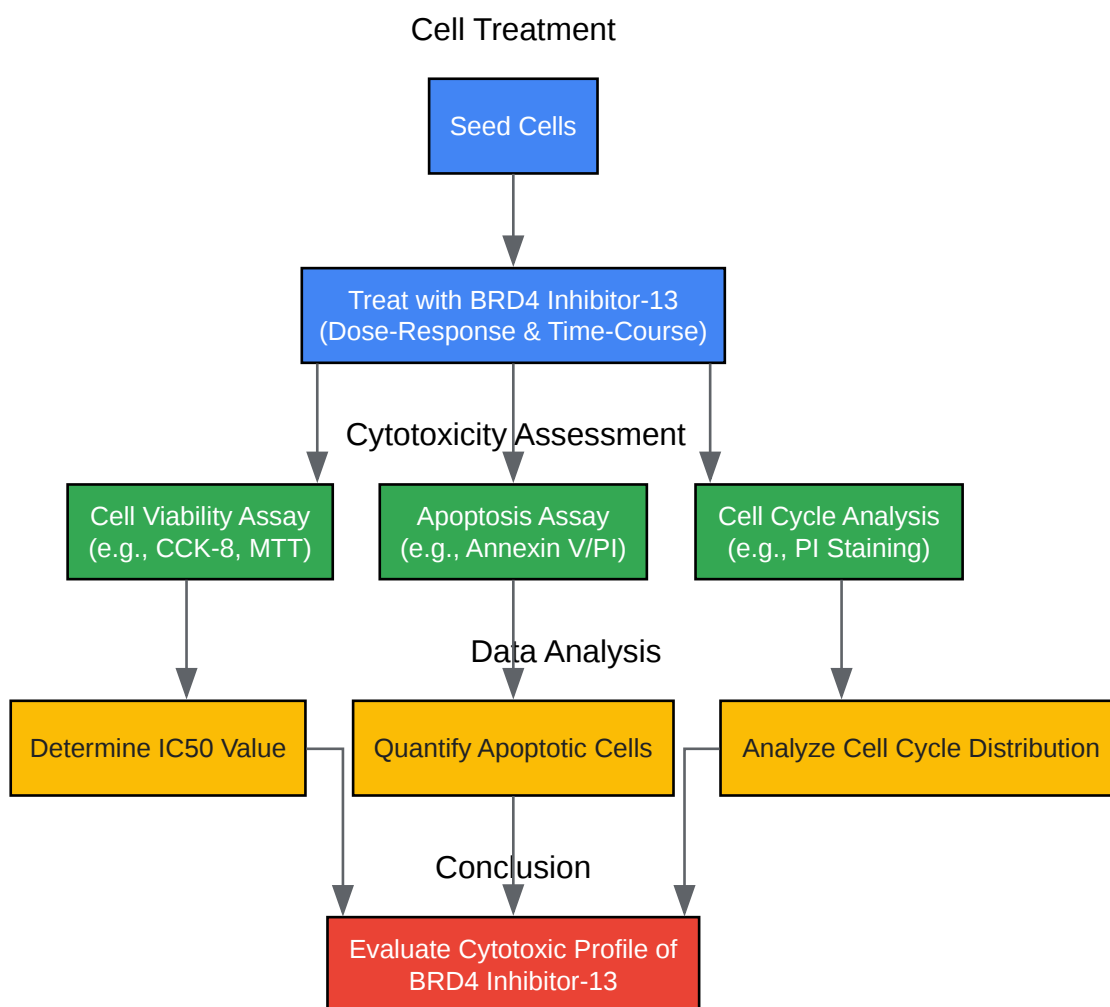 Cell Treatment
Seed Cells
Treat with BRD4 Inhibitor-13
(Dose-Response & Time-Course)
Cytotoxicity Assessment
Cell Viability Assay
(e.g., CCK-8, MTT)
Apoptosis Assay
(e.g., Annexin V/PI)
Cell Cycle Analysis
(e.g., PI Staining)
Data Analysis
Determine IC50 Value
Quantify Apoptotic Cells
Analyze Cell Cycle Distribution
Conclusion
Evaluate Cytotoxic Profile of
BRD4 Inhibitor-13